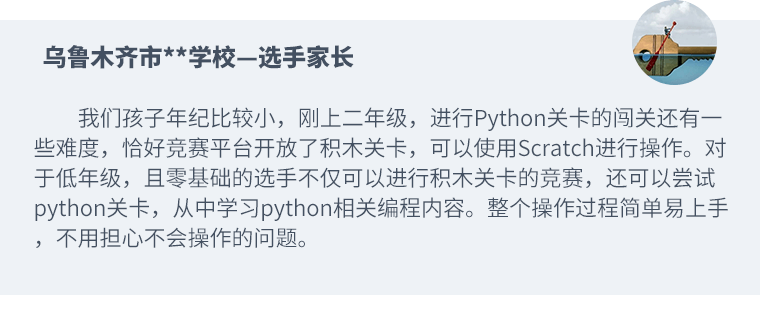 乌鲁木齐市**学校—选手家长
我们孩子年纪比较小，刚上二年级，进行Python关卡的闯关还有一
些难度，恰好竞赛平台开放了积木关卡，可以使用Scratch进行操作。对
于低年级，且零基础的选手不仅可以进行积木关卡的竞赛，还可以尝试
python关卡，从中学习python相关编程内容。整个操作过程简单易上手
，不用担心不会操作的问题。